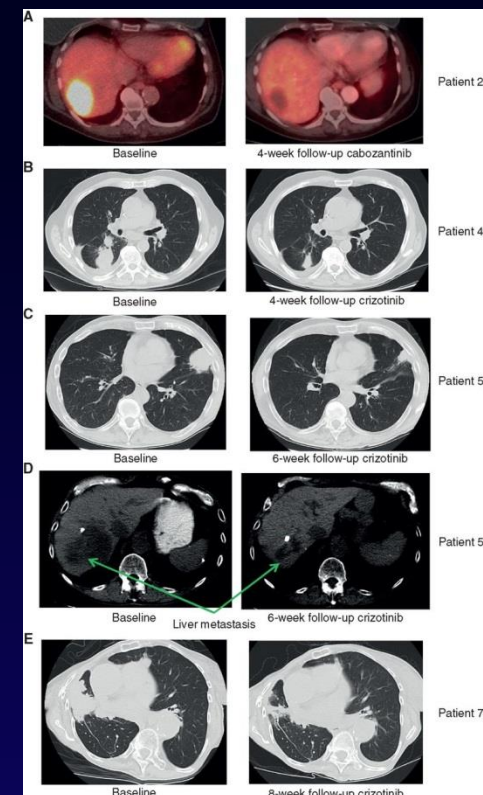 A
Patient 2
Baseline 4-week follow-up cabozantinib
B
Patient 4
Baseline 4-week follow-up crizotinib
C
Patient 5
Baseline 6-week follow-up crizotinib
D
Patient 5
Baseline 6-week follow-up crizotinib
Liver metastasis
E
Patient 7
Baseline 8-week follow-up crizotinib